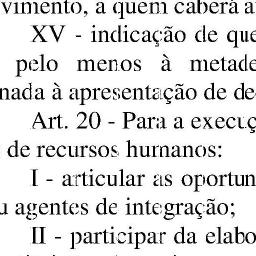 vimento, a quem caberá a
XV - indicação de que
pelo menos à metade
nada à apresentação de de
Art. 20 - Para a execuç
de recursos humanos:
I - articular as oportun
u agentes de integração;
II - participar da elabo